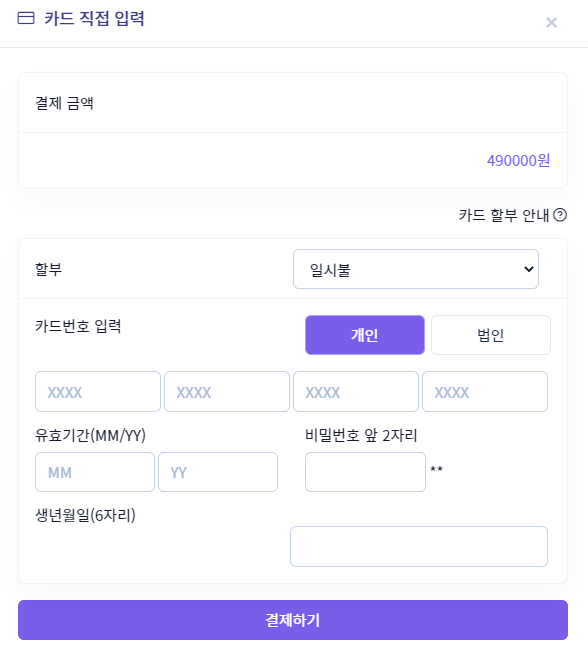 카드 직접 입력
결제 금액
490000원
카드 할부 안내
할부
일시불
카드번호 입력
개인
법인
XXXX XXXX XXXX XXXX
유효기간(MM/YY)
비밀번호 앞 2자리
MM YY
**
생년월일(6자리)
결제하기